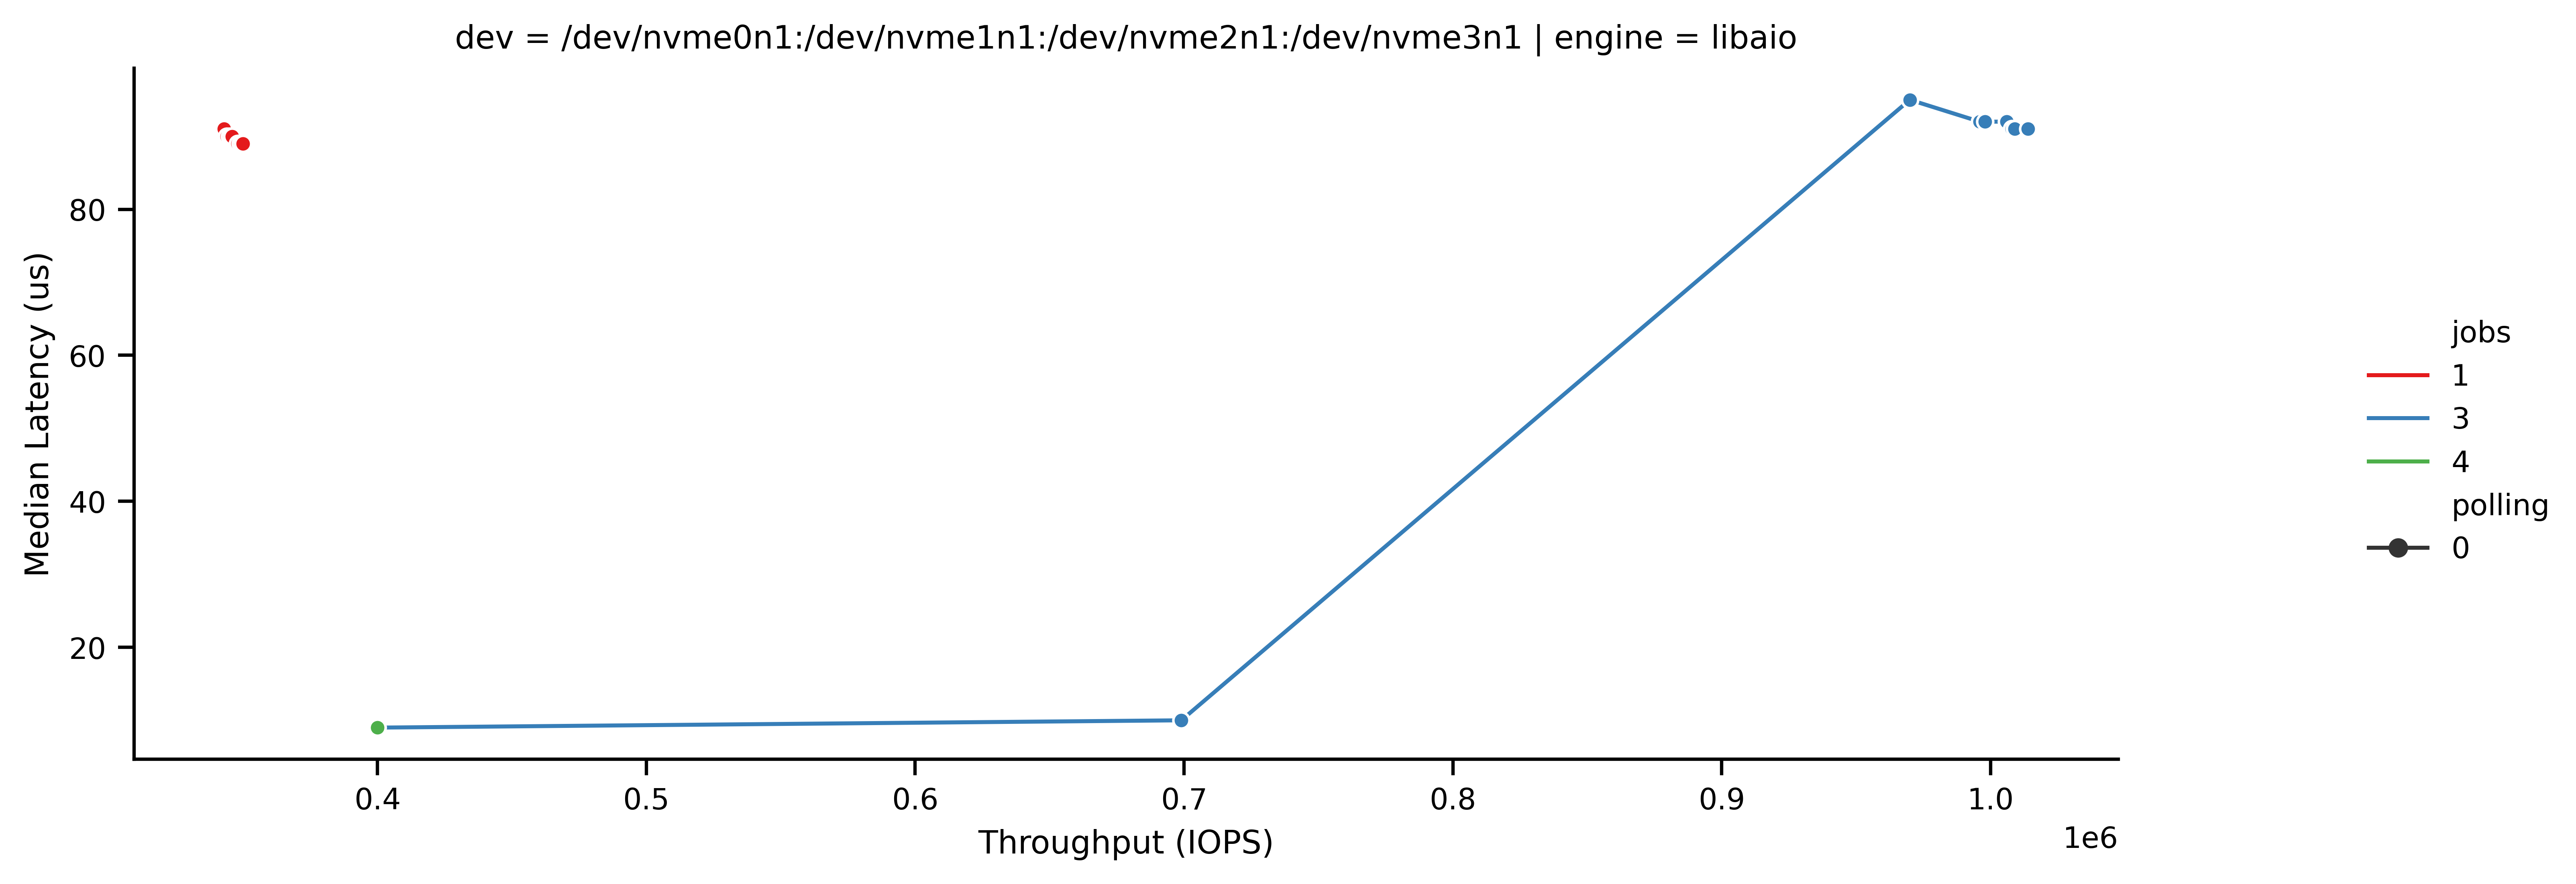 dev = /dev/nvme0n1:/dev/nvme1n1:/dev/nvme2n1:/dev/nvme3n1 | engine = libaio
Median Latency (us)
80
60
40
20
0.4
0.5
0.6
0.7
0.8
0.9
1.0
1e6
Throughput (IOPS)
jobs
1
3
4
polling
0